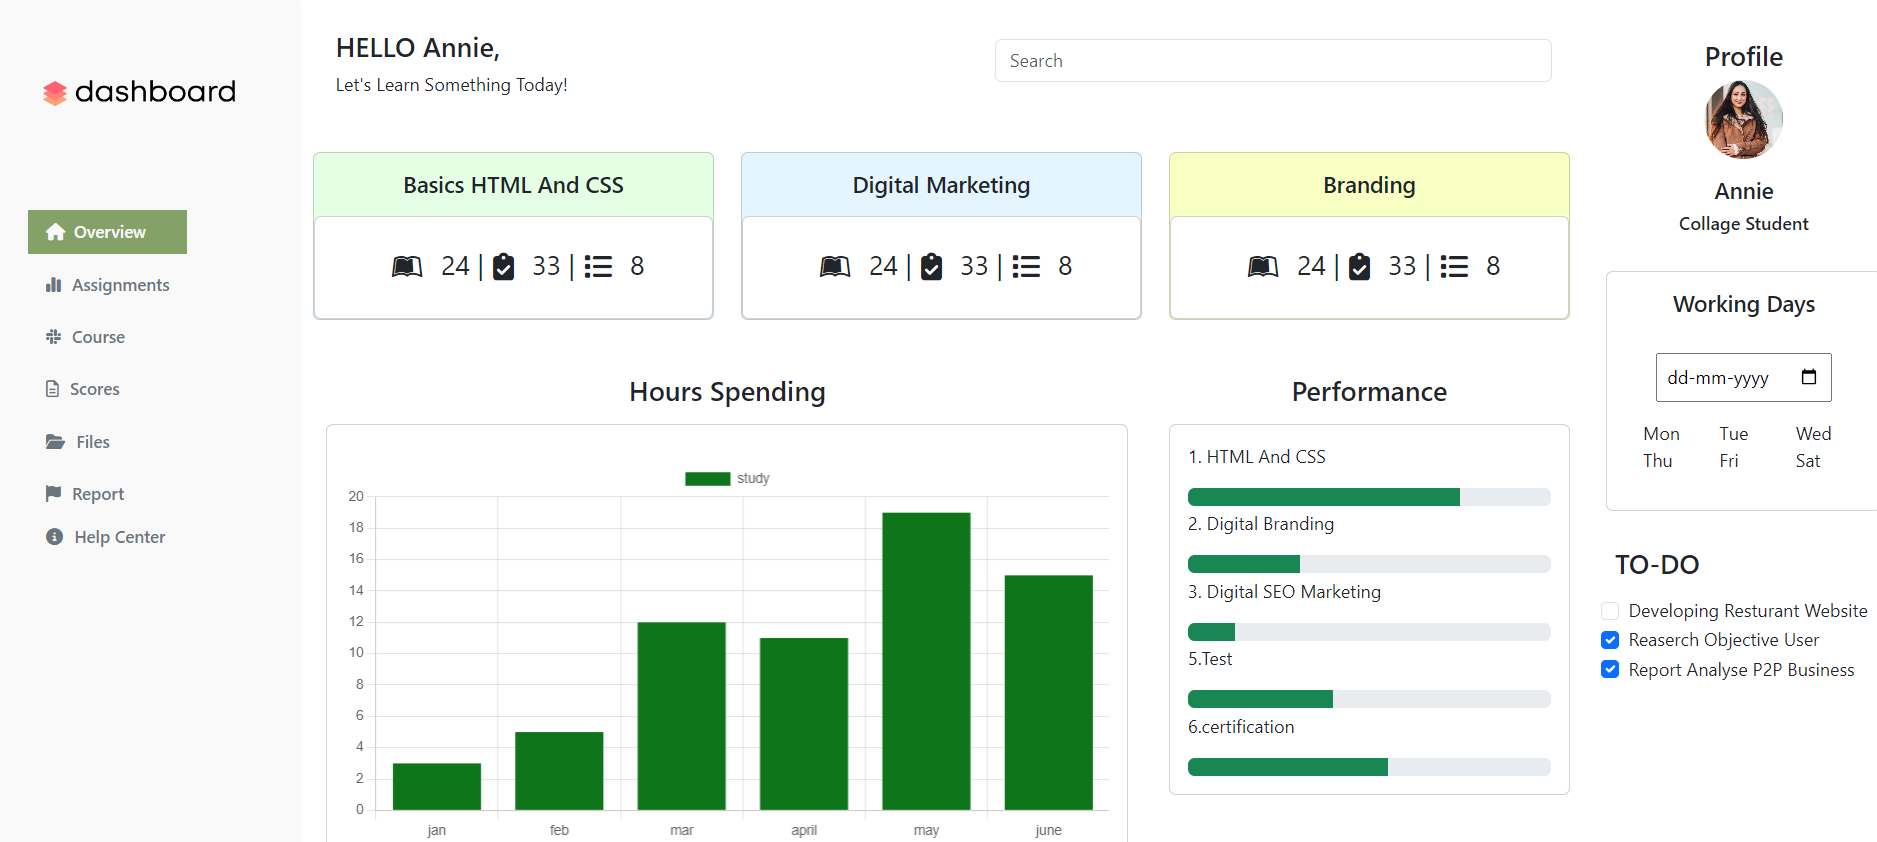 dashboard
Overview
Assignments
Course
Scores
Files
Report
Help Center
HELLO Annie,
Let's Learn Something Today!
Search
Basics HTML And CSS
24 | 33 | 8
Digital Marketing
24 | 33 | 8
Branding
24 | 33 | 8
Hours Spending
study
20
18
16
14
12
10
8
6
4
2
0
jan feb mar april may june
Performance
1. HTML And CSS
2. Digital Branding
3. Digital SEO Marketing
5.Test
6.certification
Profile
Annie
Collage Student
Working Days
dd-mm-yyyy
Mon Tue Wed
Thu Fri Sat
TO-DO
Developing Resturant Website
Reaserch Objective User
Report Analyse P2P Business